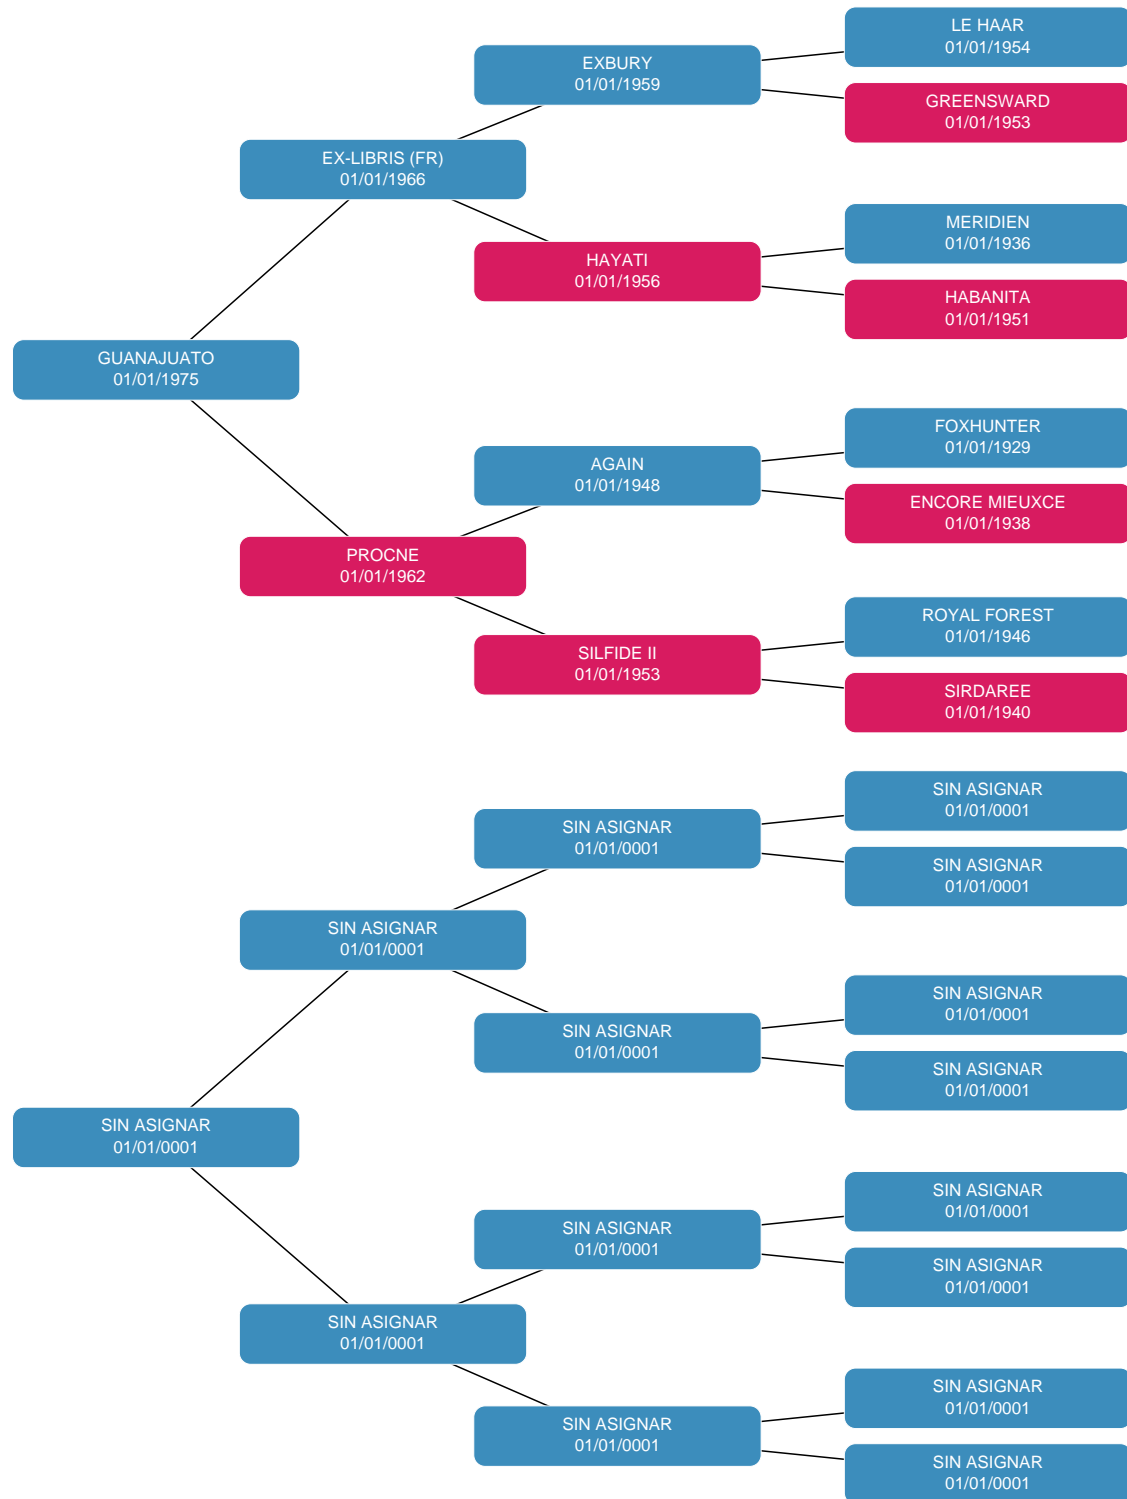 LE HAAR
01/01/1954
EXBURY
01/01/1959
GREENSWARD
01/01/1953
EX-LIBRIS (FR)
01/01/1966
MERIDIEN
01/01/1936
HAYATI
01/01/1956
HABANITA
01/01/1951
GUANAJUATO
01/01/1975
FOXHUNTER
01/01/1929
AGAIN
01/01/1948
ENCORE MIEUXCE
01/01/1938
PROCNE
01/01/1962
ROYAL FOREST
01/01/1946
SILFIDE II
01/01/1953
SIRDAREE
01/01/1940
SIN ASIGNAR
01/01/0001
SIN ASIGNAR
01/01/0001
SIN ASIGNAR
01/01/0001
SIN ASIGNAR
01/01/0001
SIN ASIGNAR
01/01/0001
SIN ASIGNAR
01/01/0001
SIN ASIGNAR
01/01/0001
SIN ASIGNAR
01/01/0001
SIN ASIGNAR
01/01/0001
SIN ASIGNAR
01/01/0001
SIN ASIGNAR
01/01/0001
SIN ASIGNAR
01/01/0001
SIN ASIGNAR
01/01/0001
SIN ASIGNAR
01/01/0001
SIN ASIGNAR
01/01/0001